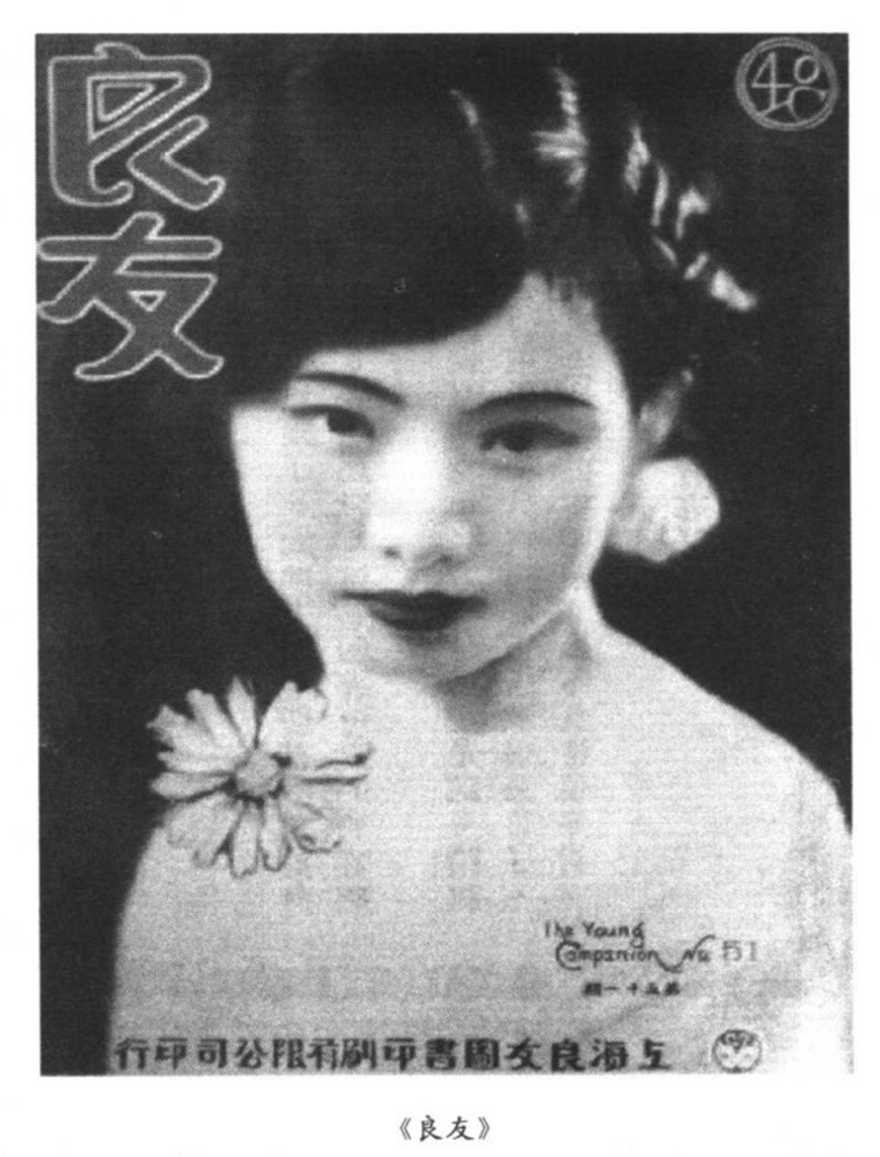 良友
40c
The Young
Companion No 51
第五十一期
上海良友圖書印刷有限公司印行
《良友》